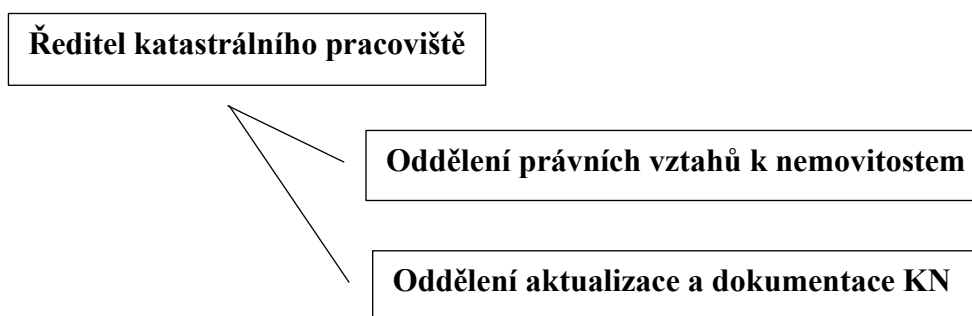 Ředitel katastrálního pracoviště
Oddělení právních vztahů k nemovitostem
Oddělení aktualizace a dokumentace KN